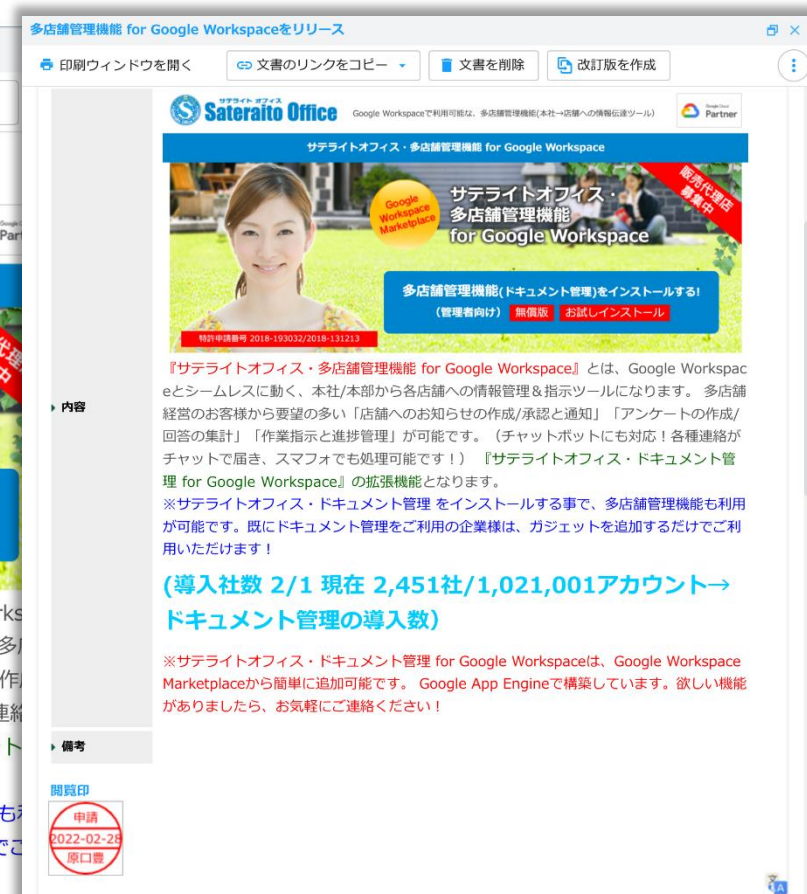 多店舗管理機能 for Google Workspaceをリリース
印刷ウィンドウを開く
文書のリンクをコピー
文書を削除
改訂版を作成
サテライト オフィス
Sateraito Office
Google Workspaceで利用可能な、多店舗管理機能(本社→店舗への情報伝達ツール)
Google Cloud
Partner
サテライトオフィス・多店舗管理機能 for Google Workspace
Google
Workspace
Marketplace
サテライトオフィス・
多店舗管理機能
for Google Workspace
販売代理店
募集中
多店舗管理機能(ドキュメント管理)をインストールする!
(管理者向け) 無償版 お試しインストール
特許申請番号 2018-193032/2018-131213
内容
『サテライトオフィス・多店舗管理機能 for Google Workspace』とは、Google Workspac
eとシームレスに動く、本社/本部から各店舗への情報管理&指示ツールになります。 多店舗
経営のお客様から要望の多い「店舗へのお知らせの作成/承認と通知」「アンケートの作成/
回答の集計」「作業指示と進捗管理」が可能です。（チャットボットにも対応！各種連絡が
チャットで届き、スマフォでも処理可能です！） 『サテライトオフィス・ドキュメント管
理 for Google Workspace』の拡張機能となります。
※サテライトオフィス・ドキュメント管理 をインストールする事で、多店舗管理機能も利用
が可能です。既にドキュメント管理をご利用の企業様は、ガジェットを追加するだけでご利
用いただけます！
(導入社数 2/1 現在 2,451社/1,021,001アカウント→
ドキュメント管理の導入数）
※サテライトオフィス・ドキュメント管理 for Google Workspaceは、Google Workspace
Marketplaceから簡単に追加可能です。 Google App Engineで構築しています。欲しい機能
がありましたら、お気軽にご連絡ください！
備考
閲覧印
申請
2022-02-28
原口豊